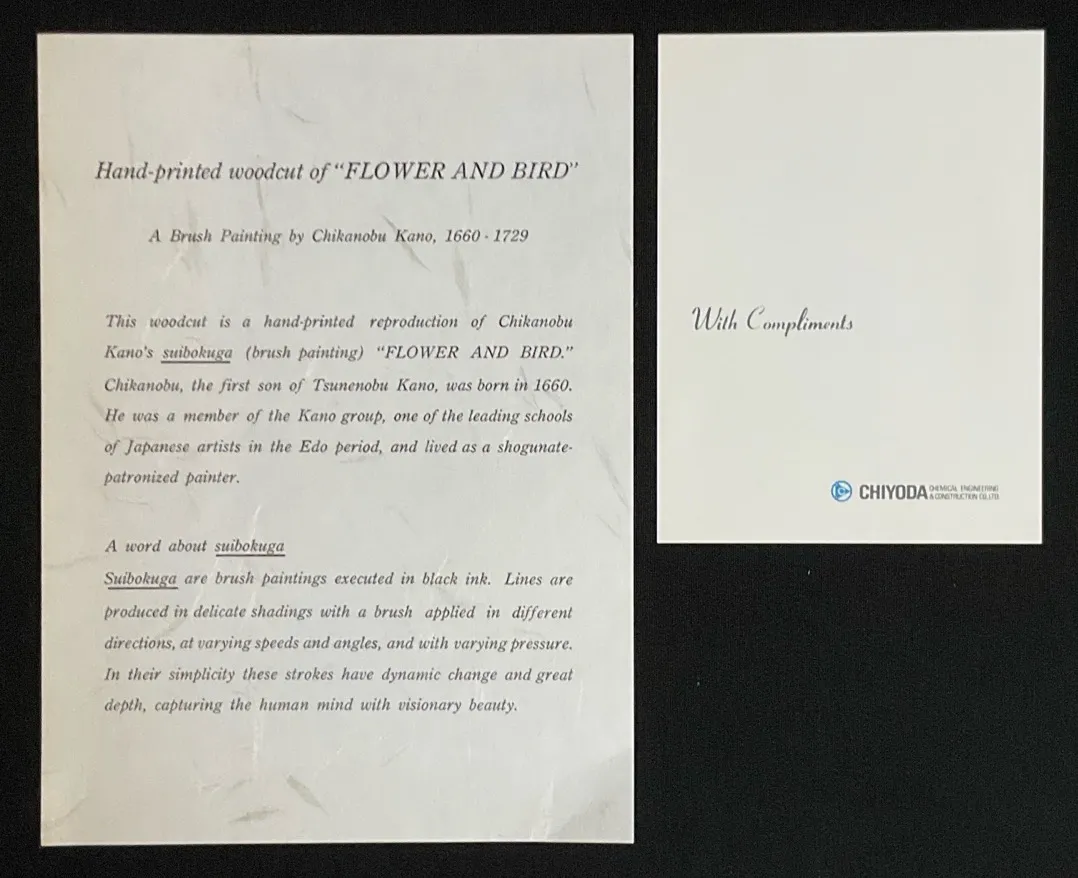 Hand-printed woodcut of "FLOWER AND BIRD"
A Brush Painting by Chikanobu Kano, 1660 - 1729
This woodcut is a hand-printed reproduction of Chikanobu
Kano's suibokuga (brush painting) "FLOWER AND BIRD."
Chikanobu, the first son of Tsunenobu Kano, was born in 1660.
He was a member of the Kano group, one of the leading schools
of Japanese artists in the Edo period, and lived as a shogunate-
patronized painter.
A word about suibokuga
Suibokuga are brush paintings executed in black ink. Lines are
produced in delicate shadings with a brush applied in different
directions, at varying speeds and angles, and with varying pressure.
In their simplicity these strokes have dynamic change and great
depth, capturing the human mind with visionary beauty.
With Compliments
CHIYODA CHEMICAL ENGINEERING
& CONSTRUCTION CO., LTD.